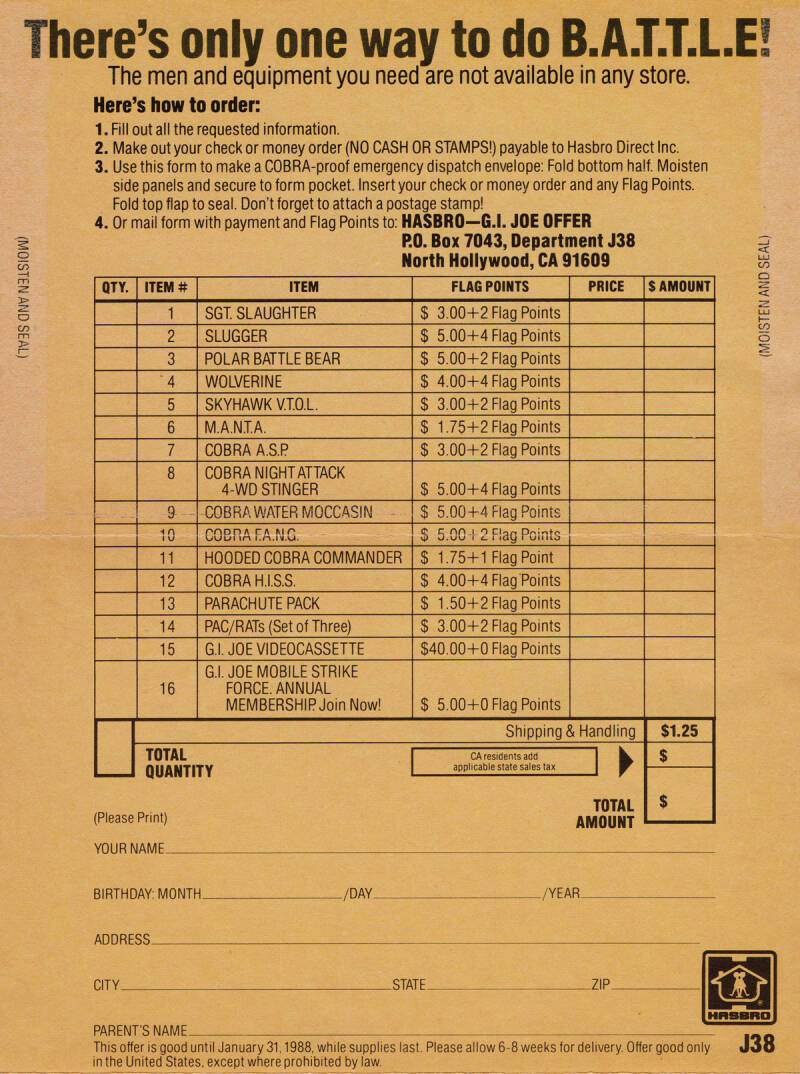 There's only one way to do B.A.T.T.L.E!
The men and equipment you need are not available in any store.
Here's how to order:
1. Fill out all the requested information.
2. Make out your check or money order (NO CASH OR STAMPS!) payable to Hasbro Direct Inc.
3. Use this form to make a COBRA-proof emergency dispatch envelope: Fold bottom half. Moisten
side panels and secure to form pocket. Insert your check or money order and any Flag Points.
Fold top flap to seal. Don't forget to attach a postage stamp!
4. Or mail form with payment and Flag Points to: HASBRO—G.I. JOE OFFER
P.O. Box 7043, Department J38
North Hollywood, CA 91609
(MOISTEN AND SEAL)
(MOISTEN AND SEAL)
QTY. ITEM # ITEM FLAG POINTS PRICE $ AMOUNT
1 SGT. SLAUGHTER $ 3.00+2 Flag Points
2 SLUGGER $ 5.00+4 Flag Points
3 POLAR BATTLE BEAR $ 5.00+2 Flag Points
4 WOLVERINE $ 4.00+4 Flag Points
5 SKYHAWK V.T.O.L. $ 3.00+2 Flag Points
6 M.A.N.T.A. $ 1.75+2 Flag Points
7 COBRA A.S.P. $ 3.00+2 Flag Points
8 COBRA NIGHT ATTACK
4-WD STINGER $ 5.00+4 Flag Points
9 COBRA WATER MOCCASIN $ 5.00+4 Flag Points
10 COBRA F.A.N.G. $ 5.00+2 Flag Points
11 HOODED COBRA COMMANDER $ 1.75+1 Flag Point
12 COBRA H.I.S.S. $ 4.00+4 Flag Points
13 PARACHUTE PACK $ 1.50+2 Flag Points
14 PAC/RATs (Set of Three) $ 3.00+2 Flag Points
15 G.I. JOE VIDEOCASSETTE $40.00+0 Flag Points
16 G.I. JOE MOBILE STRIKE
FORCE. ANNUAL
MEMBERSHIP. Join Now! $ 5.00+0 Flag Points
Shipping & Handling $1.25
TOTAL
QUANTITY
CA residents add
applicable state sales tax
$
TOTAL
AMOUNT
$
(Please Print)
YOUR NAME
BIRTHDAY: MONTH /DAY /YEAR
ADDRESS
CITY STATE ZIP
HASBRO
®
PARENT'S NAME
This offer is good until January 31, 1988, while supplies last. Please allow 6-8 weeks for delivery. Offer good only
in the United States, except where prohibited by law.
J38